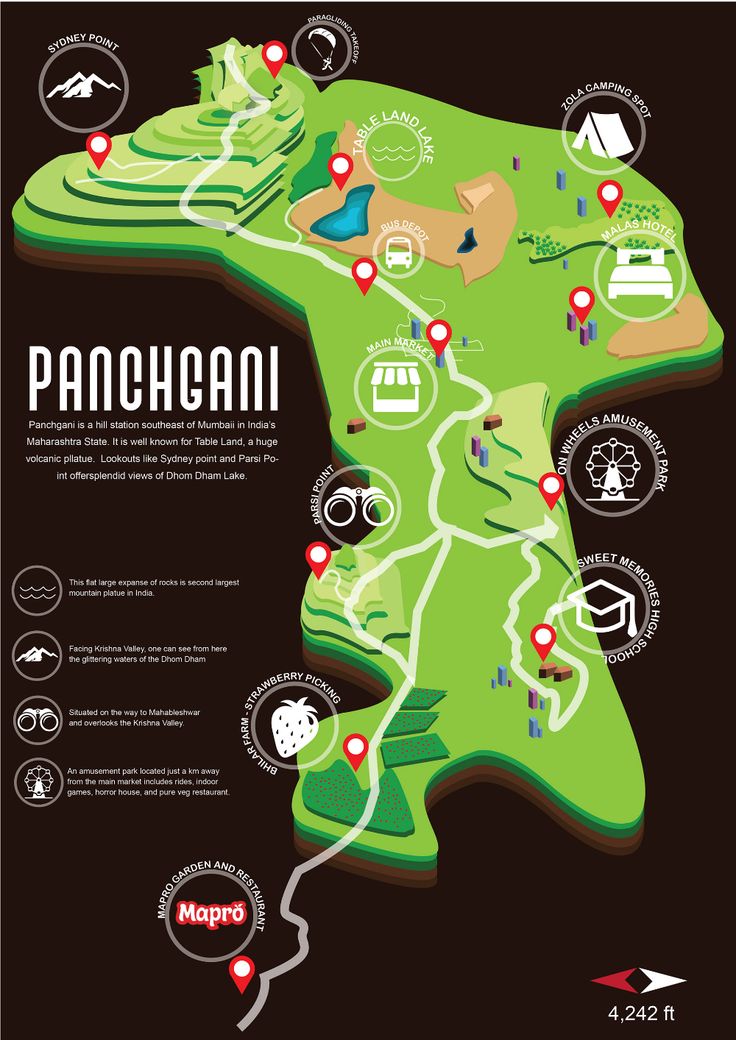 SYDNEY POINT
PARAGLIDING TAKEOFF
TABLE LAND LAKE
ZOLA CAMPING SPOT
BUS DEPOT
MALAS HOTEL
MAIN MARKET
PANCHGANI
Panchgani is a hill station southeast of Mumbaii in India's
Maharashtra State. It is well known for Table Land, a huge
volcanic pllatue. Lookouts like Sydney point and Parsi Po-
int offersplendid views of Dhom Dham Lake.
ON WHEELS AMUSEMENT PARK
PARSI POINT
SWEET MEMORIES HIGH SCHOOL
This flat large expanse of rocks is second largest
mountain platue in India.
Facing Krishna Valley, one can see from here
the glittering waters of the Dhom Dham
Situated on the way to Mahableshwar
and overlooks the Krishna Valley.
An amusement park located just a km away
from the main market includes rides, indoor
games, horror house, and pure veg restaurant.
BHILAR FARM - STRAWBERRY PICKING
MAPRO GARDEN AND RESTAURANT
Mapro
4,242 ft